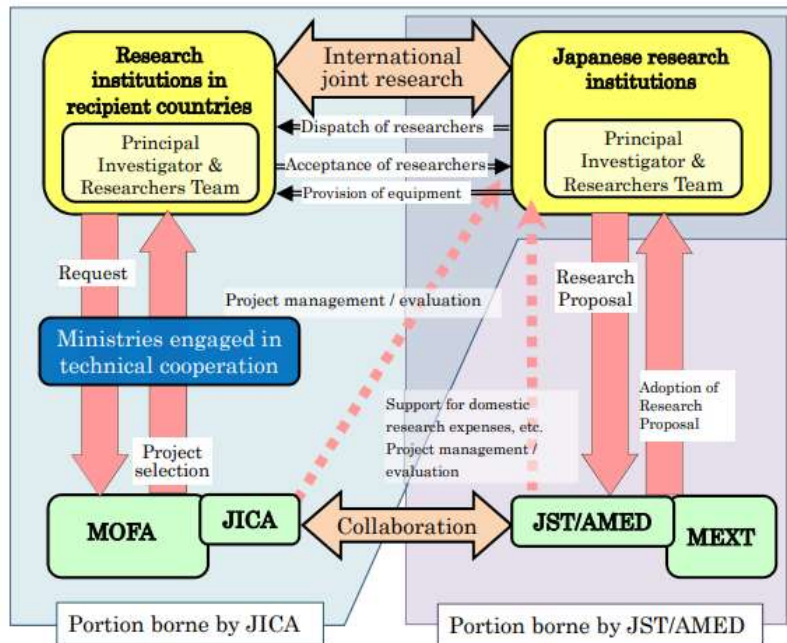 Research
institutions in
recipient countries
Principal
Investigator &
Researchers Team
International
joint research
Japanese research
institutions
Principal
Investigator &
Researchers Team
Dispatch of researchers
Acceptance of researchers
Provision of equipment
Request
Project management / evaluation
Research
Proposal
Ministries engaged in
technical cooperation
Project
selection
Support for domestic
research expenses, etc.
Project management /
evaluation
Adoption of
Research
Proposal
MOFA
JICA
Collaboration
JST/AMED
MEXT
Portion borne by JICA
Portion borne by JST/AMED